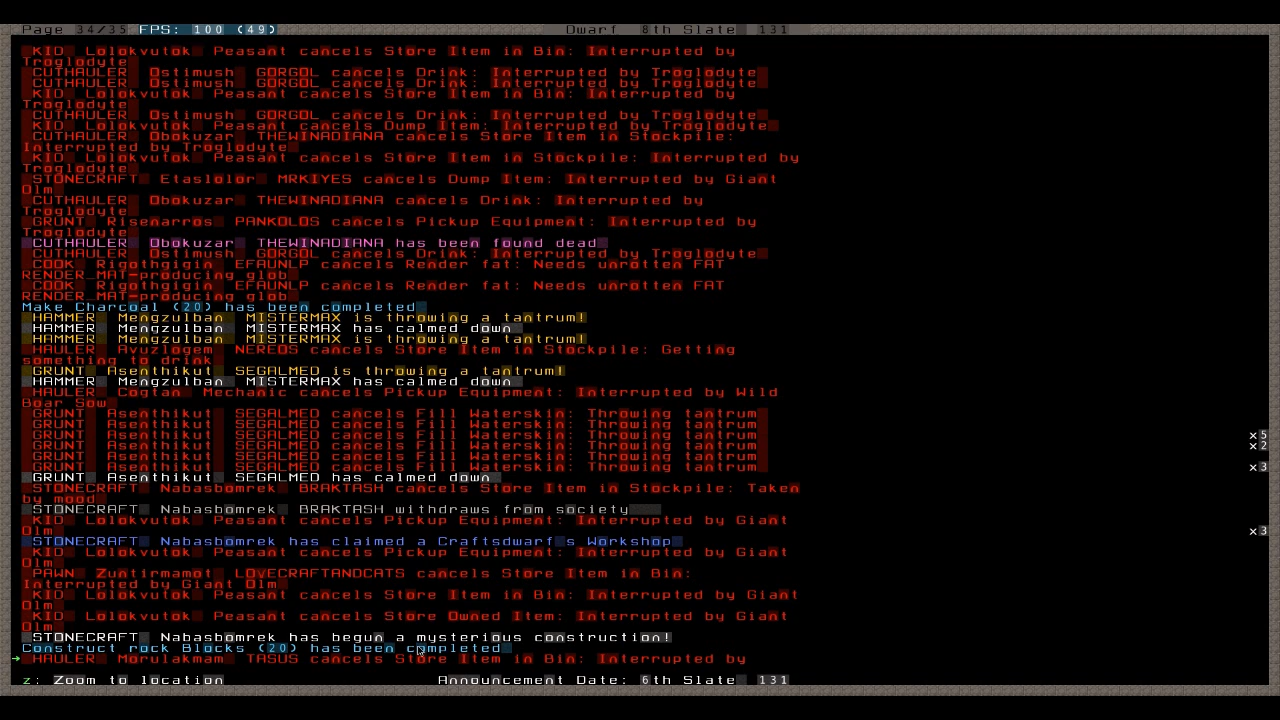 Page 34/35 FPS: 100 (49) Dwarf 8th Slate 131
KID Lolokvutok Peasant cancels Store Item in Bin: Interrupted by
Troglodyte
CUTHAULER Ostimush GORGOL cancels Drink: Interrupted by Troglodyte
CUTHAULER Ostimush GORGOL cancels Drink: Interrupted by Troglodyte
KID Lolokvutok Peasant cancels Store Item in Bin: Interrupted by
Troglodyte
CUTHAULER Ostimush GORGOL cancels Drink: Interrupted by Troglodyte
KID Lolokvutok Peasant cancels Dump Item: Interrupted by Troglodyte
CUTHAULER Obokuzar THEWINADIANA cancels Store Item in Stockpile:
Interrupted by Troglodyte
KID Lolokvutok Peasant cancels Store Item in Stockpile: Interrupted by
Troglodyte
STONECRAFT Etaslolor MRKIYES cancels Dump Item: Interrupted by Giant
Olm
CUTHAULER Obokuzar THEWINADIANA cancels Drink: Interrupted by
Troglodyte
GRUNT Risenarros PANKOLOS cancels Pickup Equipment: Interrupted by
Troglodyte
CUTHAULER Obokuzar THEWINADIANA has been found dead
CUTHAULER Ostimush GORGOL cancels Drink: Interrupted by Troglodyte
COOK Rigothgigin EFAUNLP cancels Render fat: Needs unrotten FAT
RENDER_MAT-producing glob
COOK Rigothgigin EFAUNLP cancels Render fat: Needs unrotten FAT
RENDER_MAT-producing glob
Make Charcoal (20) has been completed
HAMMER Mengzulban MISTERMAX is throwing a tantrum!
HAMMER Mengzulban MISTERMAX has calmed down
HAMMER Mengzulban MISTERMAX is throwing a tantrum!
HAULER Avuzlogem NEREOS cancels Store Item in Stockpile: Getting
something to drink
GRUNT Asenthikut SEGALMED is throwing a tantrum!
HAMMER Mengzulban MISTERMAX has calmed down
HAULER Cogtan Mechanic cancels Pickup Equipment: Interrupted by Wild
Boar Sow
GRUNT Asenthikut SEGALMED cancels Fill Waterskin: Throwing tantrum
GRUNT Asenthikut SEGALMED cancels Fill Waterskin: Throwing tantrum
GRUNT Asenthikut SEGALMED cancels Fill Waterskin: Throwing tantrum x5
GRUNT Asenthikut SEGALMED cancels Fill Waterskin: Throwing tantrum x2
GRUNT Asenthikut SEGALMED cancels Fill Waterskin: Throwing tantrum
GRUNT Asenthikut SEGALMED cancels Fill Waterskin: Throwing tantrum x3
GRUNT Asenthikut SEGALMED has calmed down
STONECRAFT Nabasbomrek BRAKTASH cancels Store Item in Stockpile: Taken
by mood
STONECRAFT Nabasbomrek BRAKTASH withdraws from society
KID Lolokvutok Peasant cancels Pickup Equipment: Interrupted by Giant
Olm x3
STONECRAFT Nabasbomrek has claimed a Craftsdwarf s Workshop
KID Lolokvutok Peasant cancels Pickup Equipment: Interrupted by Giant
Olm
PAWN Zuntirmamot LOVECRAFTANDCATS cancels Store Item in Bin:
Interrupted by Giant Olm
KID Lolokvutok Peasant cancels Store Item in Bin: Interrupted by Giant
Olm
KID Lolokvutok Peasant cancels Store Owned Item: Interrupted by Giant
Olm
STONECRAFT Nabasbomrek has begun a mysterious construction!
Construct rock Blocks (20) has been completed
HAULER Morulakmam TASUS cancels Store Item in Bin: Interrupted by
z: Zoom to location Announcement Date: 6th Slate 131